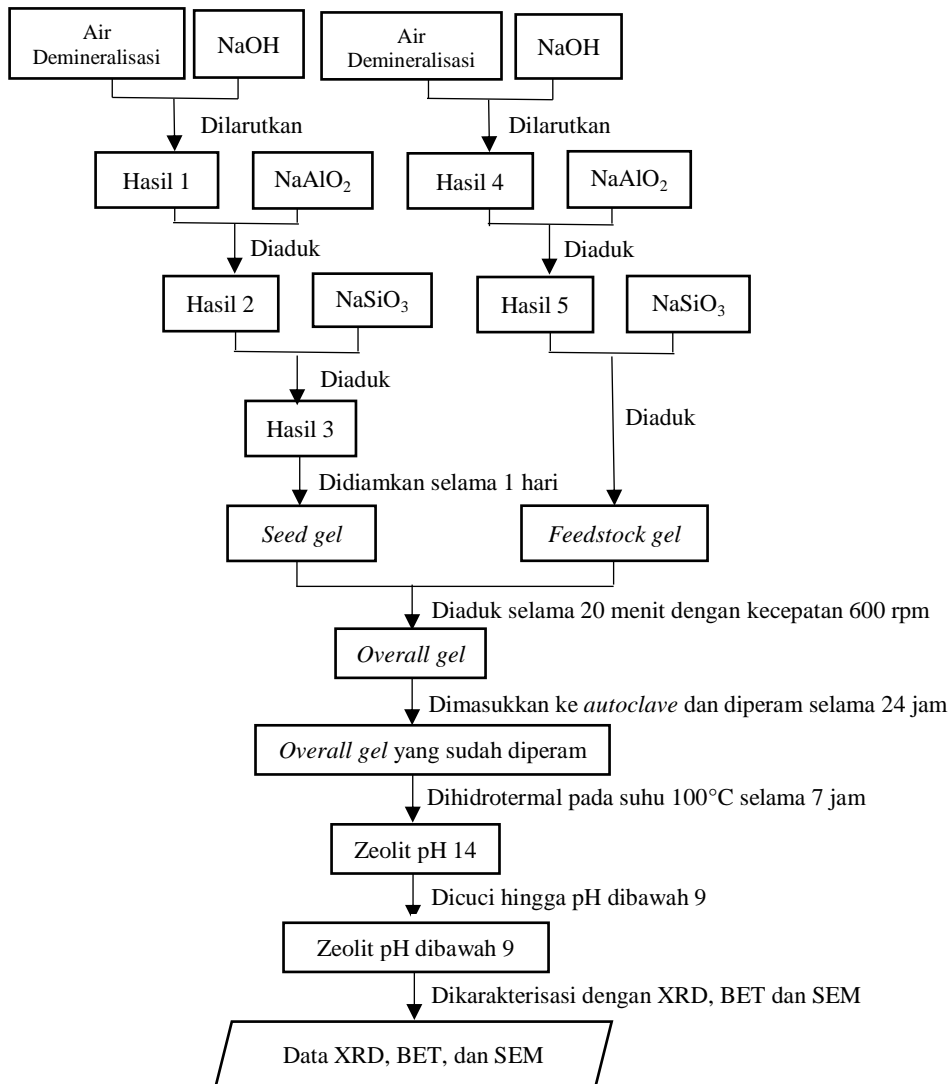 Air
Demineralisasi
NaOH
Air
Demineralisasi
NaOH
Dilarutkan
Dilarutkan
Hasil 1
NaAlO₂
Hasil 4
NaAlO₂
Diaduk
Diaduk
Hasil 2
NaSiO₃
Hasil 5
NaSiO₃
Diaduk
Diaduk
Hasil 3
Didiamkan selama 1 hari
Seed gel
Feedstock gel
Diaduk selama 20 menit dengan kecepatan 600 rpm
Overall gel
Dimasukkan ke autoclave dan diperam selama 24 jam
Overall gel yang sudah diperam
Dihidrotermal pada suhu 100°C selama 7 jam
Zeolit pH 14
Dicuci hingga pH dibawah 9
Zeolit pH dibawah 9
Dikarakterisasi dengan XRD, BET dan SEM
Data XRD, BET, dan SEM